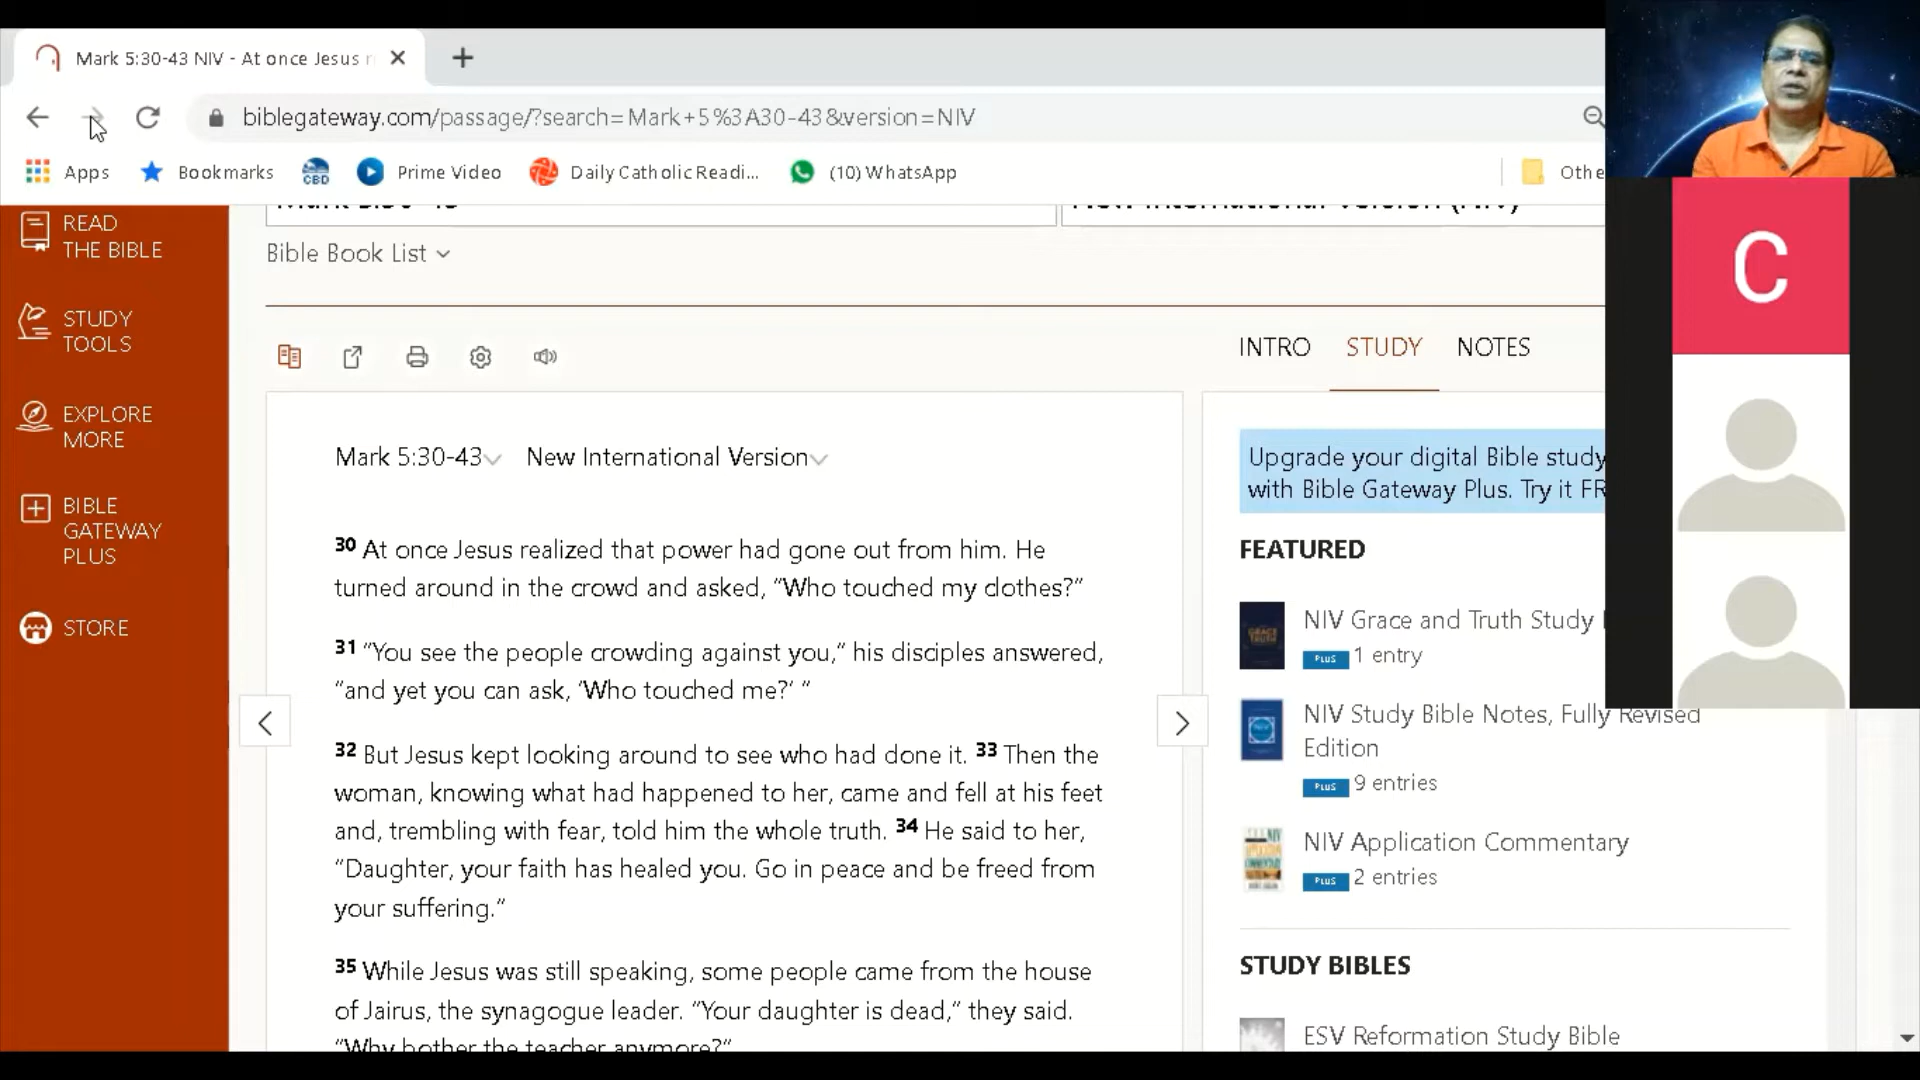 Mark 5:30-43 NIV - At once Jesus r
biblegateway.com/passage/?search=Mark+5%3A30-43&version=NIV
Apps Bookmarks CBD Prime Video Daily Catholic Readi... (10) WhatsApp Othe
READ
THE BIBLE
STUDY
TOOLS
EXPLORE
MORE
BIBLE
GATEWAY
PLUS
STORE
Bible Book List
INTRO STUDY NOTES
Mark 5:30-43 New International Version
30 At once Jesus realized that power had gone out from him. He
turned around in the crowd and asked, “Who touched my clothes?”
31 “You see the people crowding against you,” his disciples answered,
“and yet you can ask, ‘Who touched me?’ ”
32 But Jesus kept looking around to see who had done it. 33 Then the
woman, knowing what had happened to her, came and fell at his feet
and, trembling with fear, told him the whole truth. 34 He said to her,
“Daughter, your faith has healed you. Go in peace and be freed from
your suffering.”
35 While Jesus was still speaking, some people came from the house
of Jairus, the synagogue leader. “Your daughter is dead,” they said.
“Why bother the teacher anymore?”
Upgrade your digital Bible study
with Bible Gateway Plus. Try it FR
FEATURED
NIV Grace and Truth Study
PLUS 1 entry
NIV Study Bible Notes, Fully Revised
Edition
PLUS 9 entries
NIV Application Commentary
PLUS 2 entries
STUDY BIBLES
ESV Reformation Study Bible
C